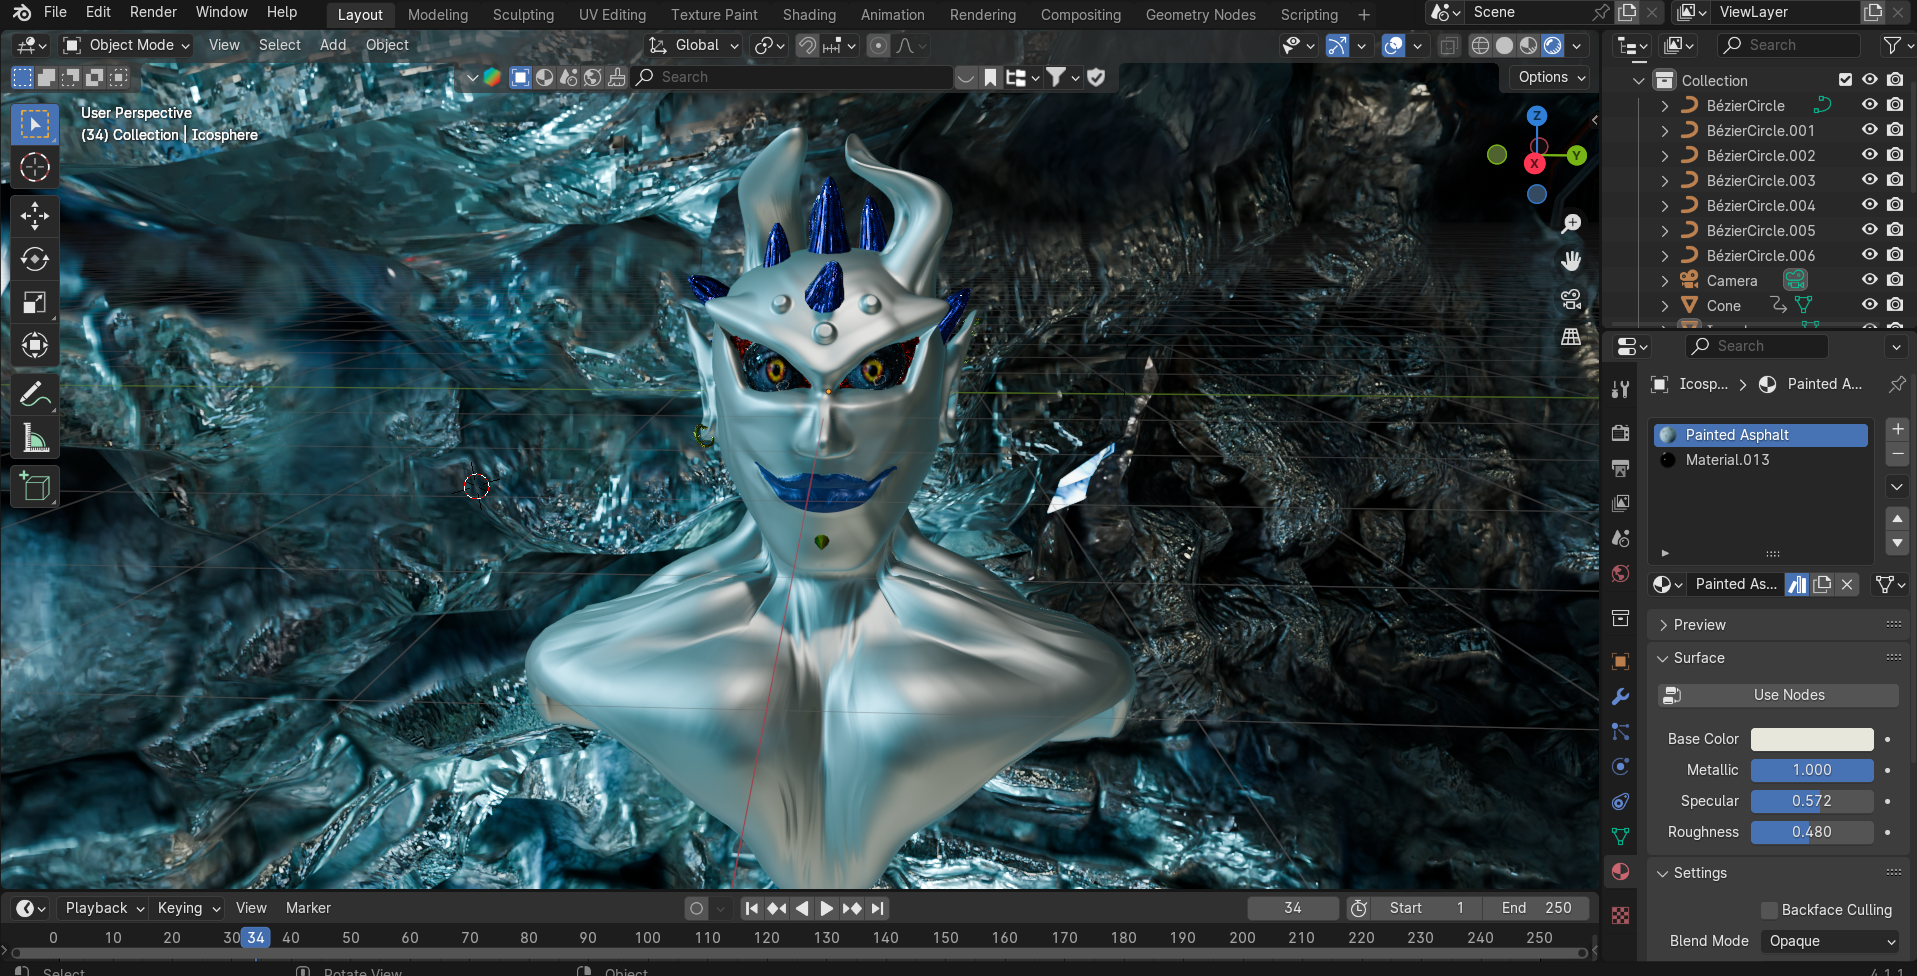 File Edit Render Window Help Layout Modeling Sculpting UV Editing Texture Paint Shading Animation Rendering Compositing Geometry Nodes Scripting + Scene ViewLayer
Object Mode View Select Add Object Global Search
Search Options
User Perspective
(34) Collection | Icosphere
Z
Y
X
Collection
BézierCircle
BézierCircle.001
BézierCircle.002
BézierCircle.003
BézierCircle.004
BézierCircle.005
BézierCircle.006
Camera
Cone
Search
Icosp... Painted A...
Painted Asphalt
Material.013
Painted As...
Preview
Surface
Use Nodes
Base Color
Metallic 1.000
Specular 0.572
Roughness 0.480
Settings
Backface Culling
Blend Mode Opaque
Playback Keying View Marker 34 Start 1 End 250
0 10 20 30 34 40 50 60 70 80 90 100 110 120 130 140 150 160 170 180 190 200 210 220 230 240 250
Select Rotate View Object 4.1.1